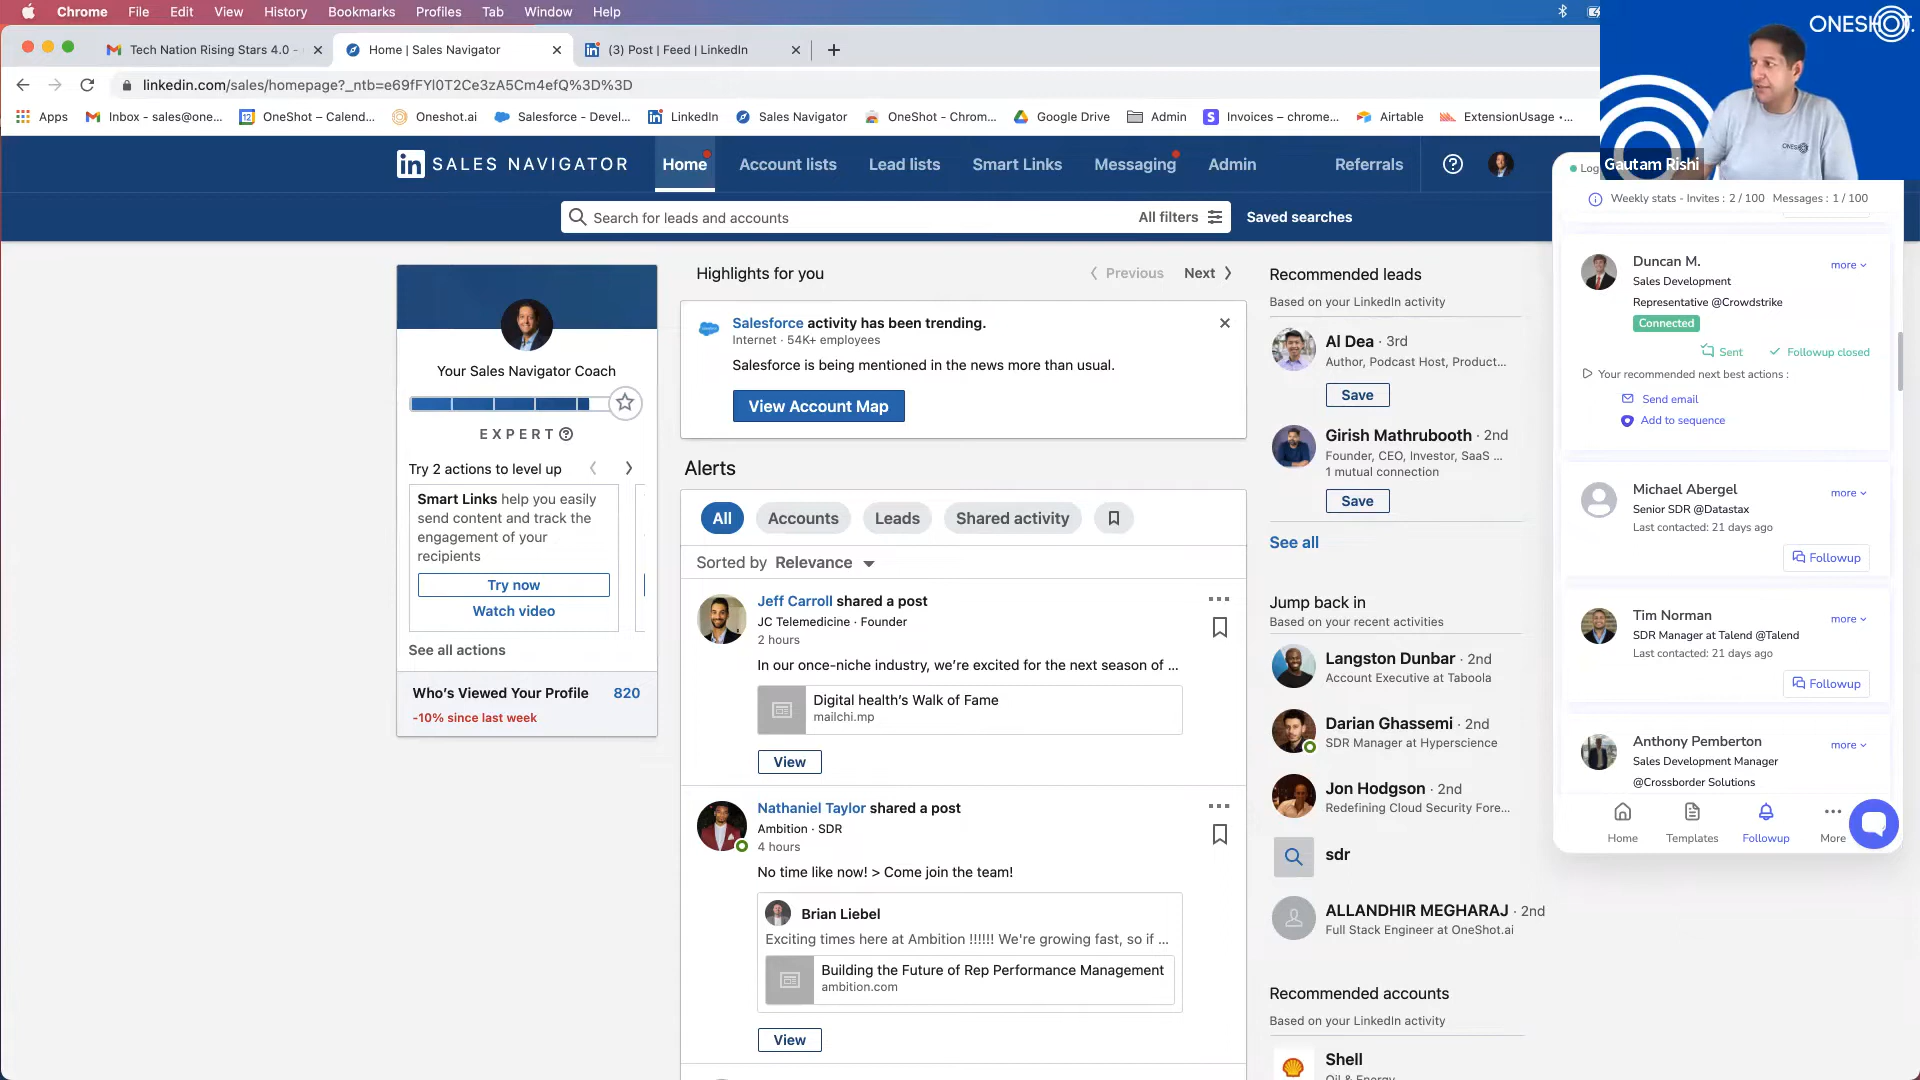 Chrome File Edit View History Bookmarks Profiles Tab Window Help
ONESHOT.
Tech Nation Rising Stars 4.0 -
Home | Sales Navigator
(3) Post | Feed | LinkedIn
linkedin.com/sales/homepage?_ntb=e69fFYl0T2Ce3zA5Cm4efQ%3D%3D
Apps
Inbox - sales@one...
OneShot – Calend...
Oneshot.ai
Salesforce - Devel...
LinkedIn
Sales Navigator
OneShot - Chrom...
Google Drive
Admin
Invoices – chrome...
Airtable
ExtensionUsage •...
ONESHOT
Gautam Rishi
in SALES NAVIGATOR
Home
Account lists
Lead lists
Smart Links
Messaging
Admin
Referrals
Search for leads and accounts
All filters
Saved searches
Your Sales Navigator Coach
EXPERT
Try 2 actions to level up
Smart Links help you easily
send content and track the
engagement of your
recipients
Try now
Watch video
See all actions
Who's Viewed Your Profile 820
-10% since last week
Highlights for you
Previous
Next
Salesforce activity has been trending.
Internet · 54K+ employees
Salesforce is being mentioned in the news more than usual.
View Account Map
Alerts
All
Accounts
Leads
Shared activity
Sorted by Relevance
Jeff Carroll shared a post
JC Telemedicine · Founder
2 hours
In our once-niche industry, we're excited for the next season of ...
Digital health's Walk of Fame
mailchi.mp
View
Nathaniel Taylor shared a post
Ambition · SDR
4 hours
No time like now! > Come join the team!
Brian Liebel
Exciting times here at Ambition !!!!!! We're growing fast, so if ...
Building the Future of Rep Performance Management
ambition.com
View
Recommended leads
Based on your LinkedIn activity
Al Dea · 3rd
Author, Podcast Host, Product...
Save
Girish Mathrubooth · 2nd
Founder, CEO, Investor, SaaS ...
1 mutual connection
Save
See all
Jump back in
Based on your recent activities
Langston Dunbar · 2nd
Account Executive at Taboola
Darian Ghassemi · 2nd
SDR Manager at Hyperscience
Jon Hodgson · 2nd
Redefining Cloud Security Fore...
sdr
ALLANDHIR MEGHARAJ · 2nd
Full Stack Engineer at OneShot.ai
Recommended accounts
Based on your LinkedIn activity
Shell
Oil & Energy
Log
Weekly stats - Invites : 2 / 100 Messages : 1 / 100
Duncan M.
more
Sales Development
Representative @Crowdstrike
Connected
Sent
Followup closed
Your recommended next best actions :
Send email
Add to sequence
Michael Abergel
more
Senior SDR @Datastax
Last contacted: 21 days ago
Followup
Tim Norman
more
SDR Manager at Talend @Talend
Last contacted: 21 days ago
Followup
Anthony Pemberton
more
Sales Development Manager
@Crossborder Solutions
Home
Templates
Followup
More